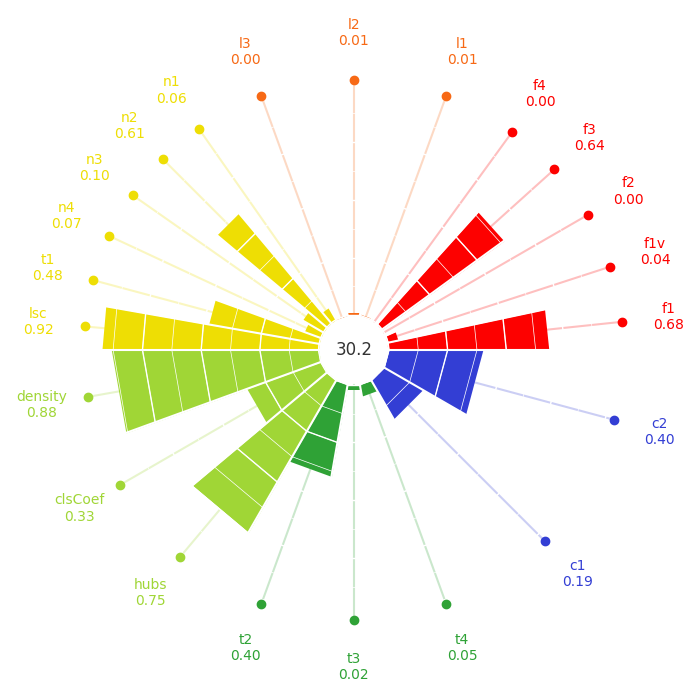 l2
0.01
l3
0.00
l1
0.01
n1
0.06
f4
0.00
n2
0.61
f3
0.64
n3
0.10
f2
0.00
n4
0.07
f1v
0.04
t1
0.48
lsc
0.92
f1
0.68
30.2
density
0.88
c2
0.40
clsCoef
0.33
c1
0.19
hubs
0.75
t2
0.40
t4
0.05
t3
0.02